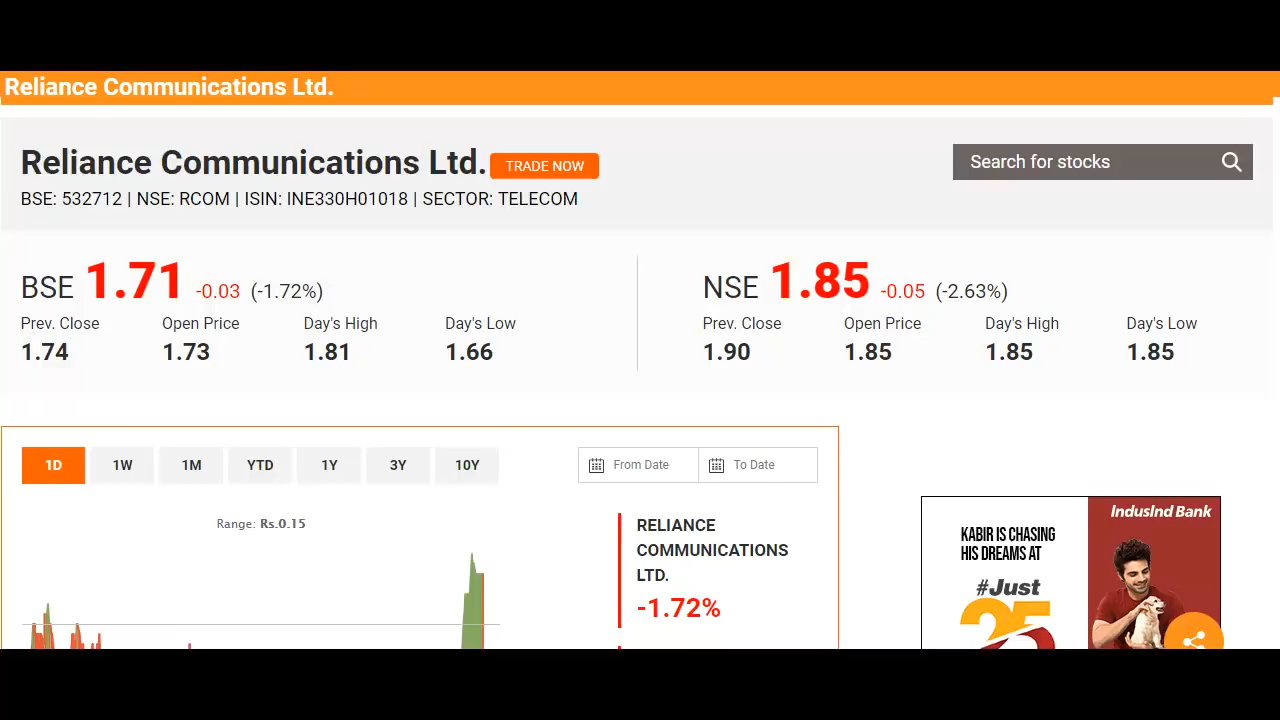 Reliance Communications Ltd.
Reliance Communications Ltd. TRADE NOW
Search for stocks
BSE: 532712 | NSE: RCOM | ISIN: INE330H01018 | SECTOR: TELECOM
BSE 1.71 -0.03 (-1.72%)
Prev. Close Open Price Day's High Day's Low
1.74 1.73 1.81 1.66
NSE 1.85 -0.05 (-2.63%)
Prev. Close Open Price Day's High Day's Low
1.90 1.85 1.85 1.85
1D 1W 1M YTD 1Y 3Y 10Y
From Date To Date
Range: Rs.0.15
RELIANCE
COMMUNICATIONS
LTD.
-1.72%
IndusInd Bank
KABIR IS CHASING
HIS DREAMS AT
#Just
25